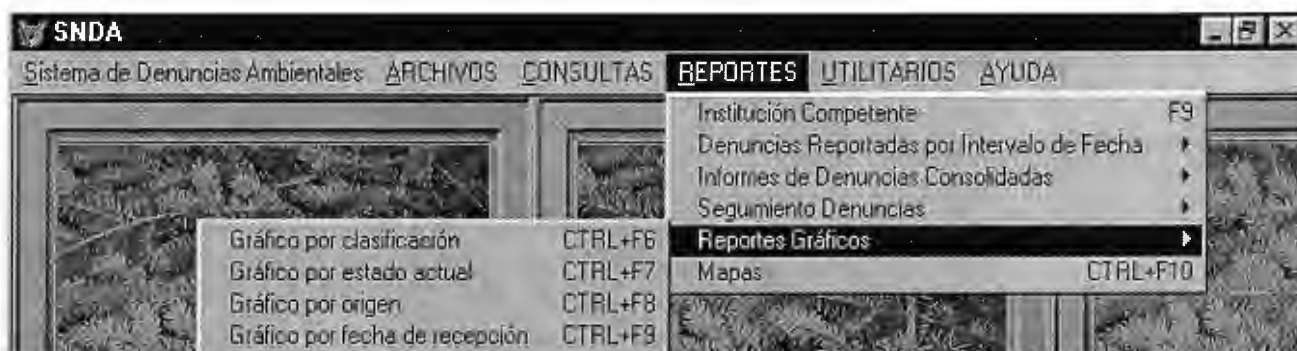 SNDA
Sistema de Denuncias Ambientales ARCHIVOS CONSULTAS REPORTES UTILITARIOS AYUDA
Institución Competente F9
Denuncias Reportadas por Intervalo de Fecha
Informes de Denuncias Consolidadas
Seguimiento Denuncias
Reportes Gráficos
Mapas CTRL+F10
Gráfico por clasificación CTRL+F6
Gráfico por estado actual CTRL+F7
Gráfico por origen CTRL+F8
Gráfico por fecha de recepción CTRL+F9